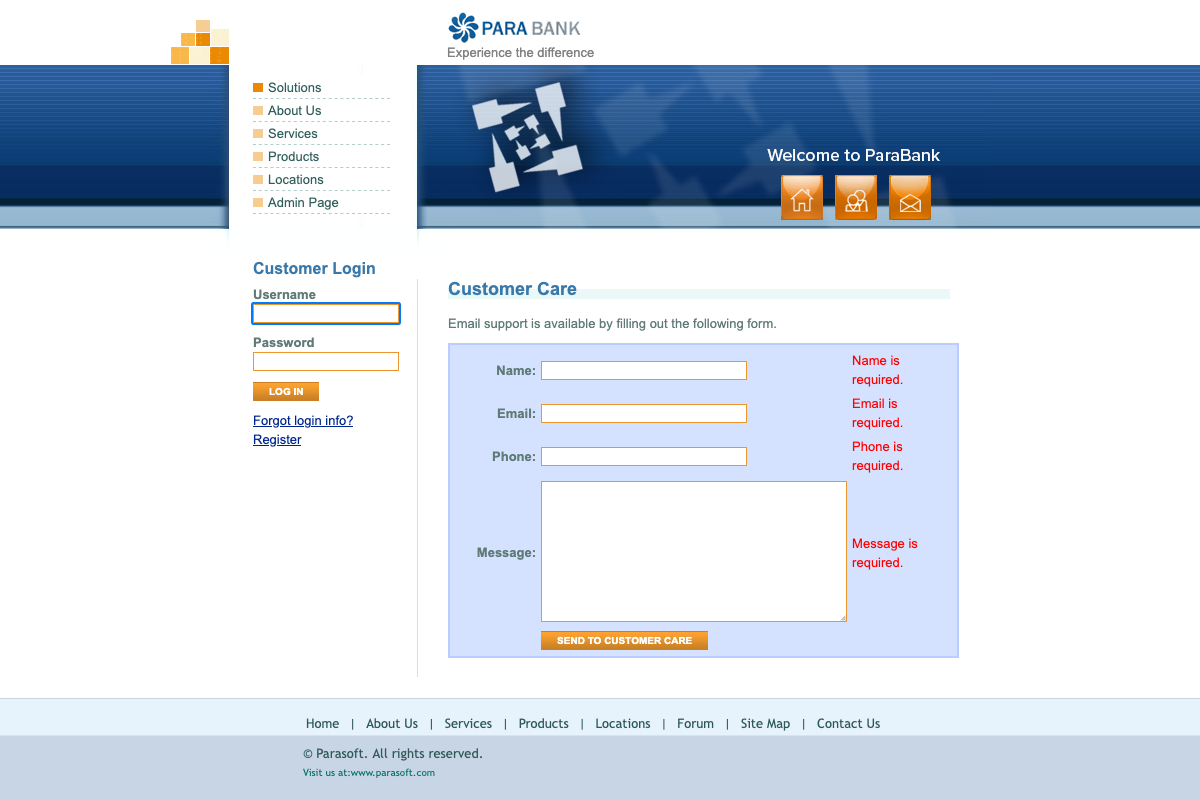 PARA BANK
Experience the difference
Solutions
About Us
Services
Products
Locations
Admin Page
Welcome to ParaBank
Customer Login
Username
Password
LOG IN
Forgot login info?
Register
Customer Care
Email support is available by filling out the following form.
Name:
Name is
required.
Email:
Email is
required.
Phone:
Phone is
required.
Message:
Message is
required.
SEND TO CUSTOMER CARE
Home | About Us | Services | Products | Locations | Forum | Site Map | Contact Us
© Parasoft. All rights reserved.
Visit us at:www.parasoft.com